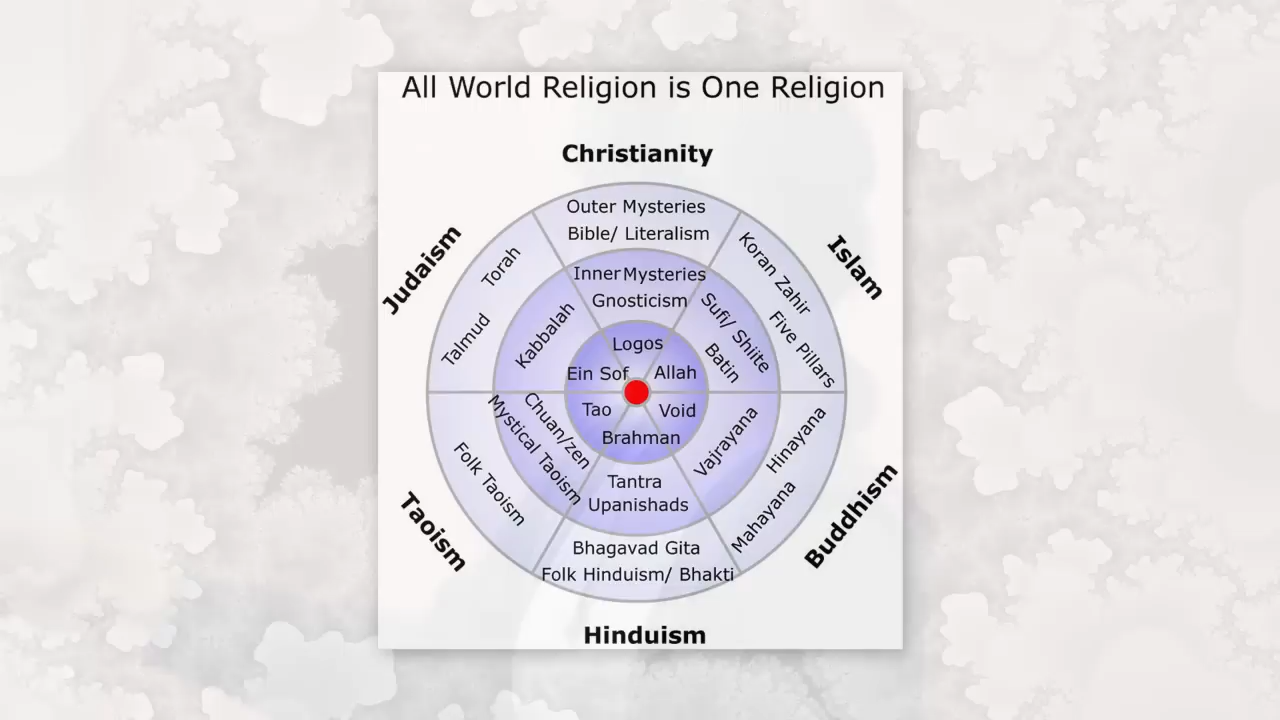 All World Religion is One Religion
Christianity
Judaism
Islam
Outer Mysteries
Bible/ Literalism
Torah
Talmud
Koran Zahir
Five Pillars
Inner Mysteries
Gnosticism
Kabbalah
Sufi/ Shiite
Batin
Logos
Ein Sof
Allah
Tao
Void
Brahman
Chuan/zen
Mystical Taoism
Vajrayana
Hinayana
Mahayana
Folk Taoism
Tantra
Upanishads
Bhagavad Gita
Folk Hinduism/ Bhakti
Taoism
Buddhism
Hinduism